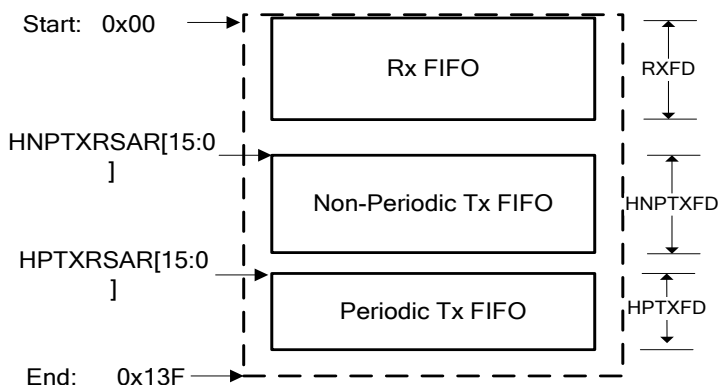 Start: 0x00
Rx FIFO
RXFD
HNPTXRSAR[15:0
]
Non-Periodic Tx FIFO
HNPTXFD
HPTXRSAR[15:0
]
Periodic Tx FIFO
HPTXFD
End: 0x13F